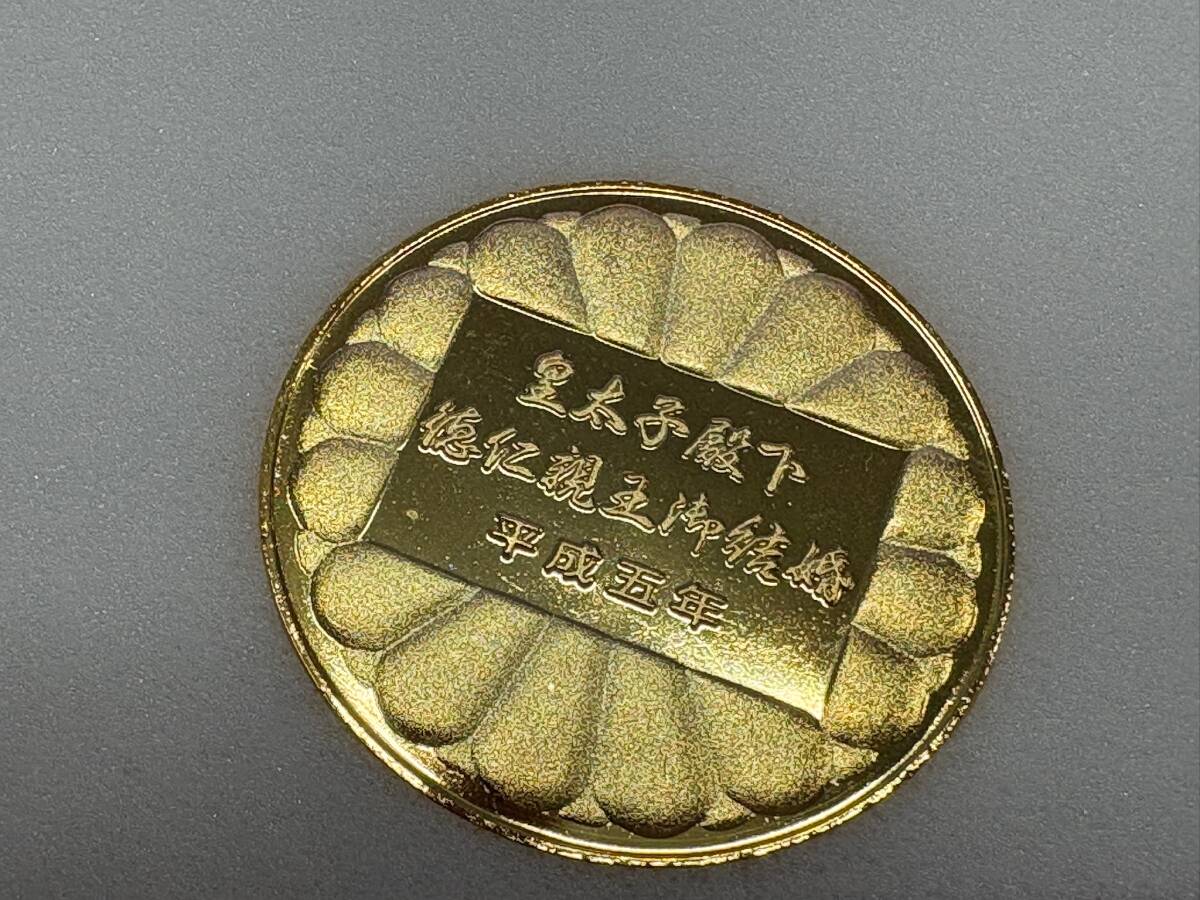 皇太子殿下
徳仁親王御結婚
平成五年